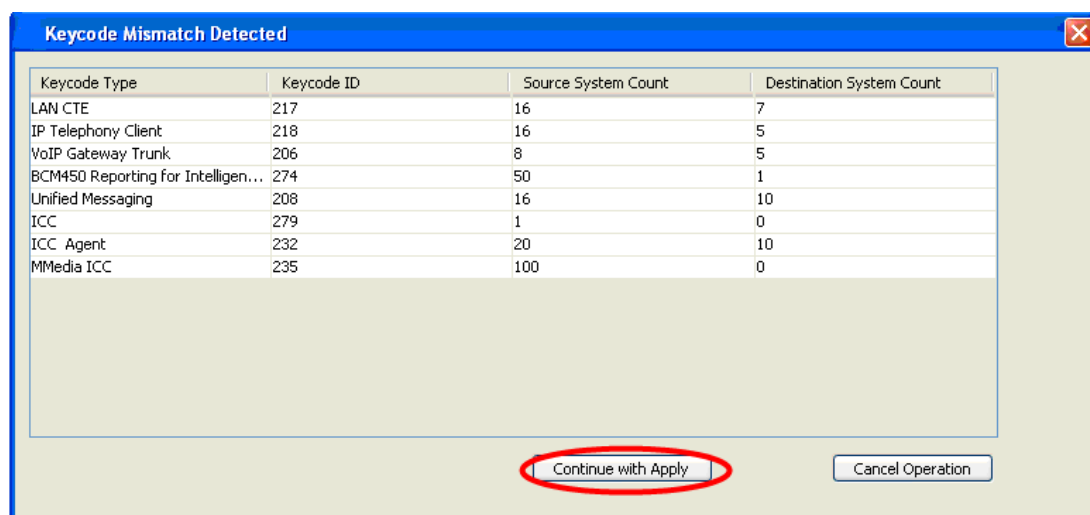 Keycode Mismatch Detected
Keycode Type Keycode ID Source System Count Destination System Count
LAN CTE 217 16 7
IP Telephony Client 218 16 5
VoIP Gateway Trunk 206 8 5
BCM450 Reporting for Intelligen... 274 50 1
Unified Messaging 208 16 10
ICC 279 1 0
ICC Agent 232 20 10
MMedia ICC 235 100 0
Continue with Apply Cancel Operation